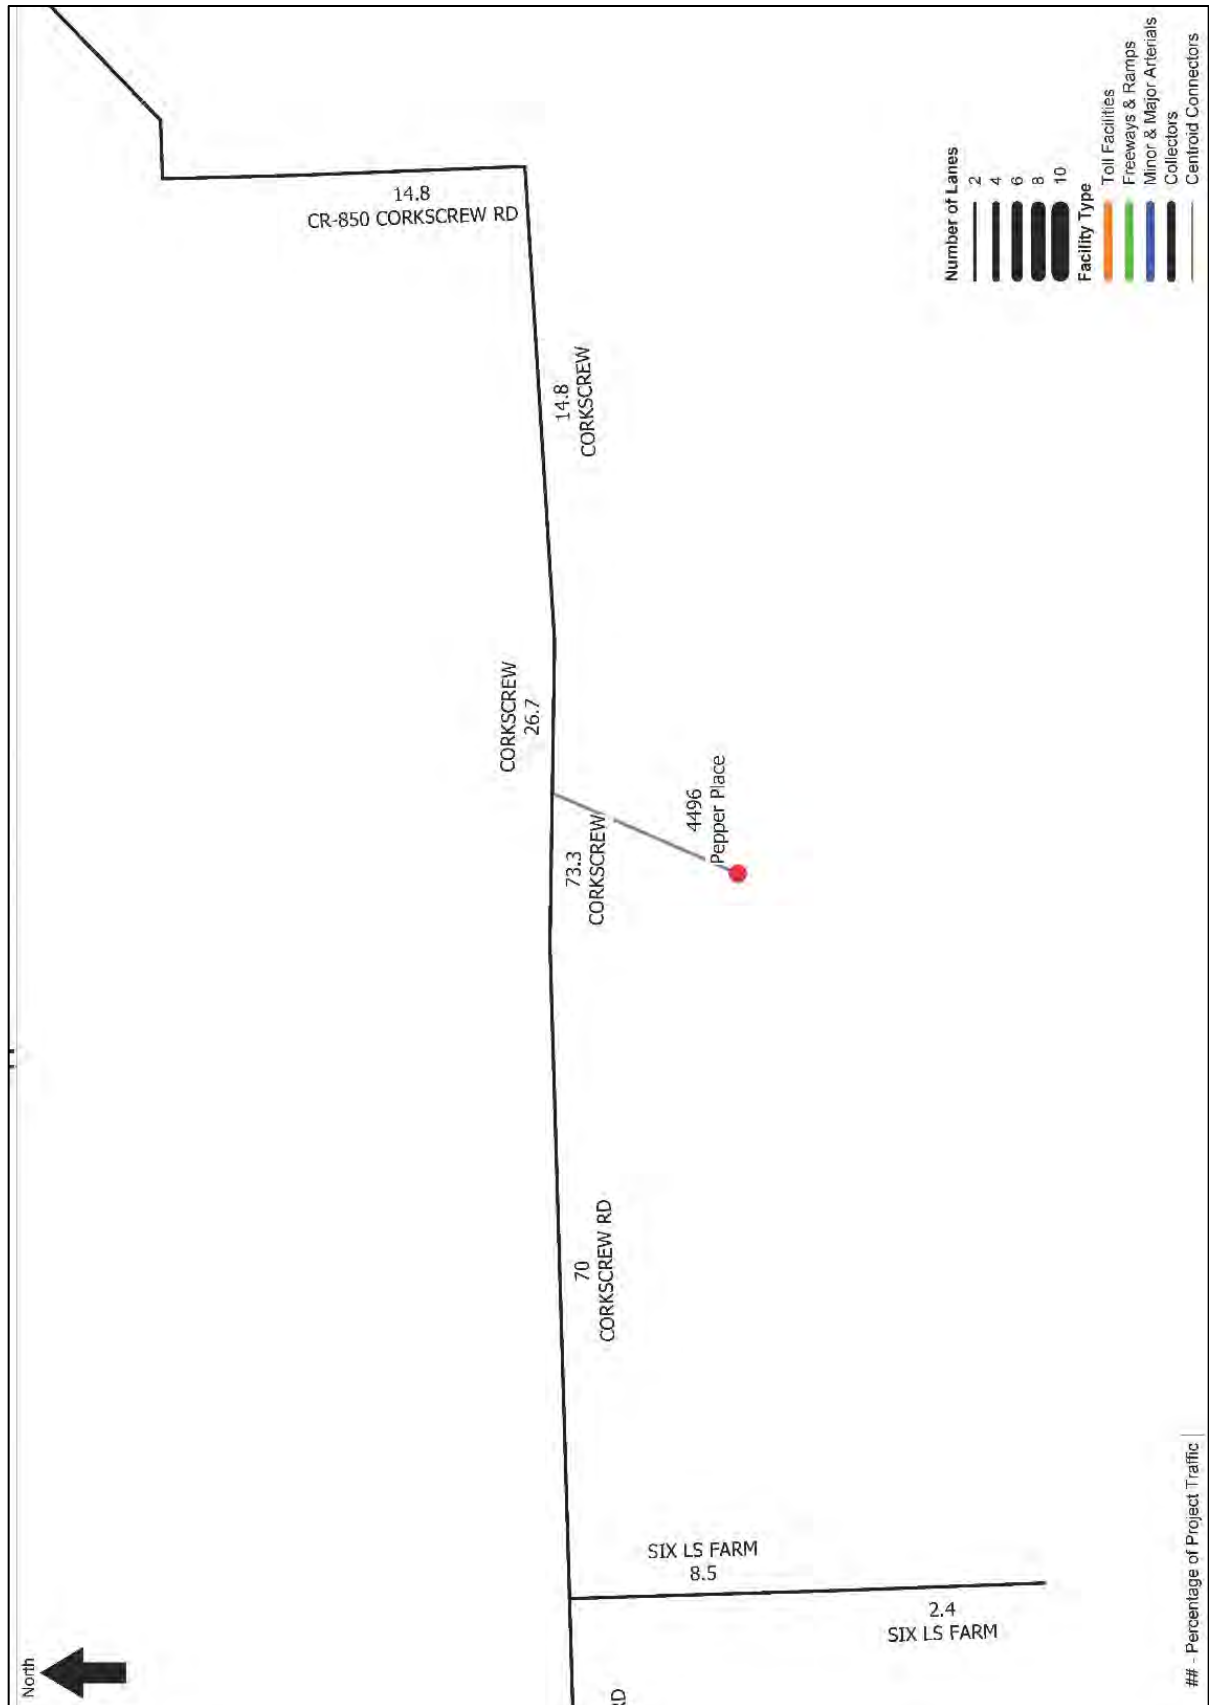 North
14.8
CR-850 CORKSCREW RD
14.8
CORKSCREW
CORKSCREW
26.7
73.3
CORKSCREW
4496
Pepper Place
70
CORKSCREW RD
SIX LS FARM
8.5
2.4
SIX LS FARM
RD
Number of Lanes
2
4
6
8
10
Facility Type
Toll Facilities
Freeways & Ramps
Minor & Major Arterials
Collectors
Centroid Connectors
## - Percentage of Project Traffic